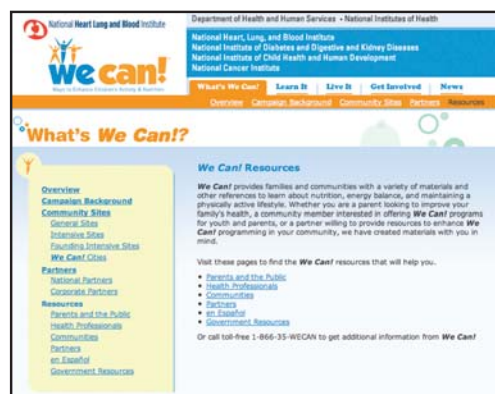 National Heart Lung and Blood Institute
Department of Health and Human Services • National Institutes of Health
National Heart, Lung, and Blood Institute
National Institute of Diabetes and Digestive and Kidney Diseases
National Institute of Child Health and Human Development
National Cancer Institute
We can!
Ways to Enhance Children's Activity & Nutrition
What's We Can! Learn It Live It Get Involved News
Overview Campaign Background Community Sites Partners Resources
What's We Can!?
Overview
Campaign Background
Community Sites
General Sites
Intensive Sites
Founding Intensive Sites
We Can! Cities
Partners
National Partners
Corporate Partners
Resources
Parents and the Public
Health Professionals
Communities
Partners
en Español
Government Resources
We Can! Resources
We Can! provides families and communities with a variety of materials and
other references to learn about nutrition, energy balance, and maintaining a
physically active lifestyle. Whether you are a parent looking to improve your
family's health, a community member interested in offering We Can! programs
for youth and parents, or a partner willing to provide resources to enhance We
Can! programming in your community, we have created materials with you in
mind.
Visit these pages to find the We Can! resources that will help you.
• Parents and the Public
• Health Professionals
• Communities
• Partners
• en Español
• Government Resources
Or call toll-free 1-866-35-WECAN to get additional information from We Can!